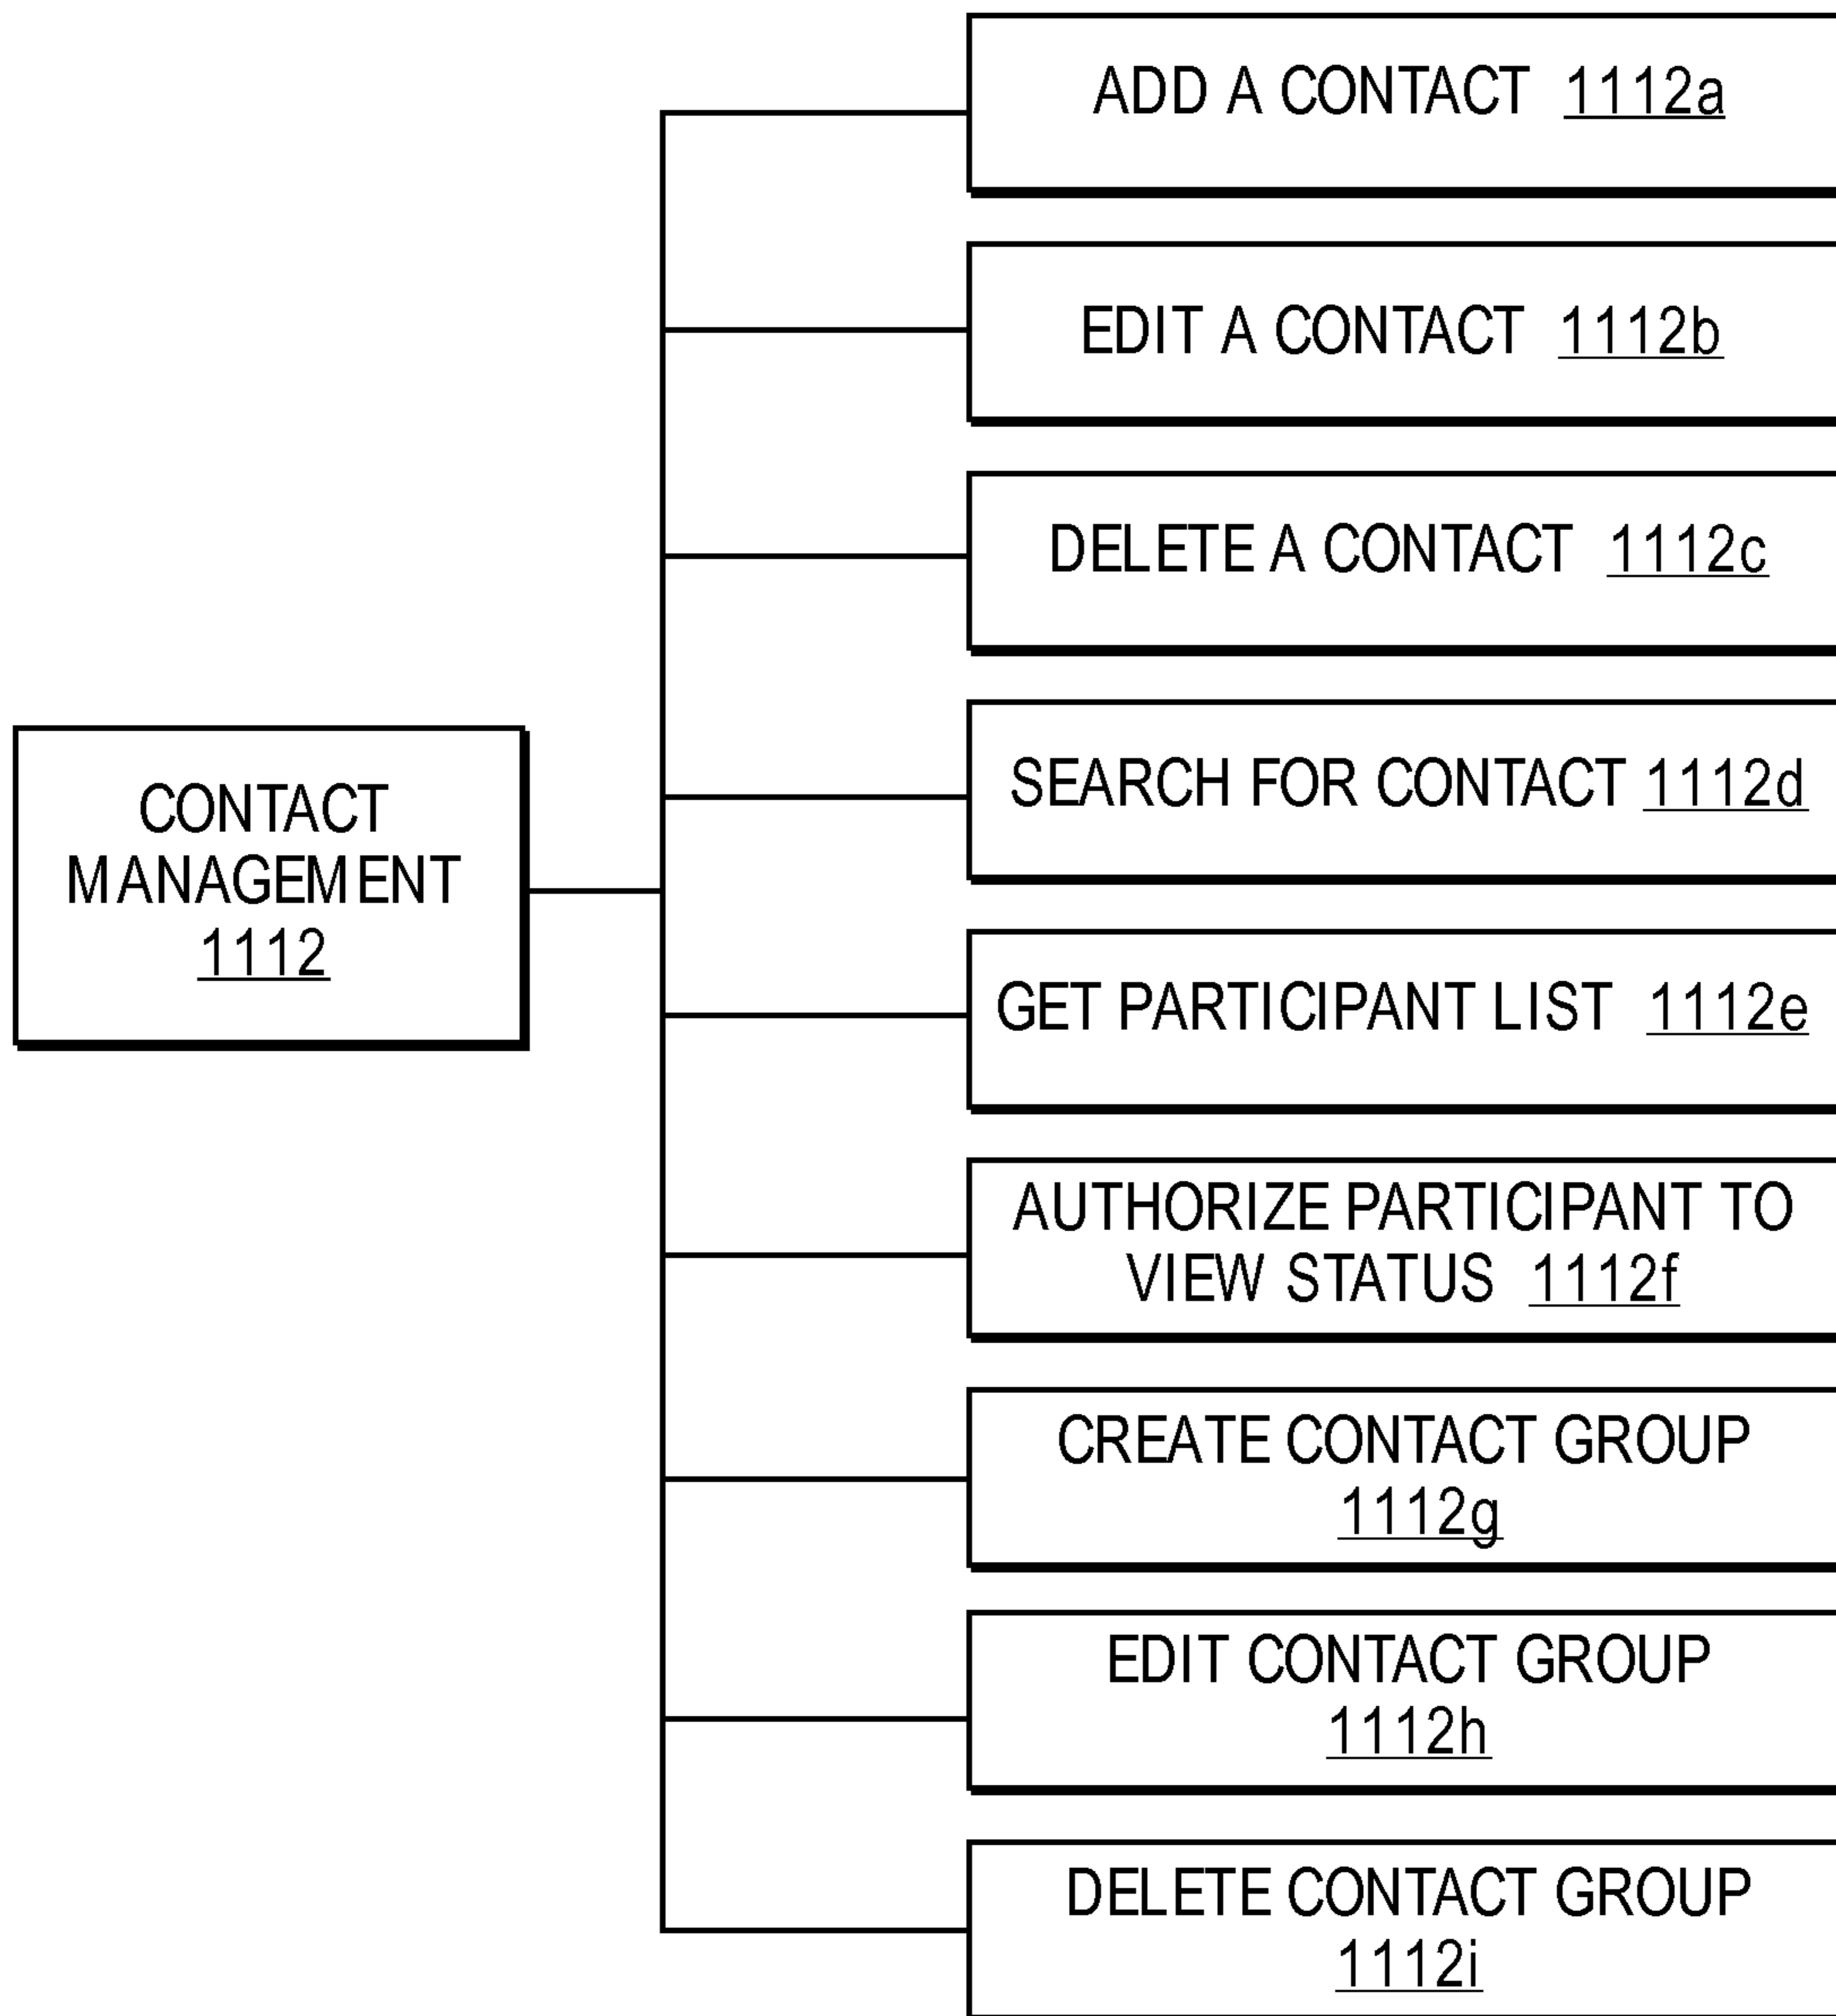 ADD A CONTACT 1112a
EDIT A CONTACT 1112b
DELETE A CONTACT 1112c
SEARCH FOR CONTACT 1112d
CONTACT
MANAGEMENT
1112
GET PARTICIPANT LIST 1112e
AUTHORIZE PARTICIPANT TO
VIEW STATUS 1112f
CREATE CONTACT GROUP
1112g
EDIT CONTACT GROUP
1112h
DELETE CONTACT GROUP
1112i